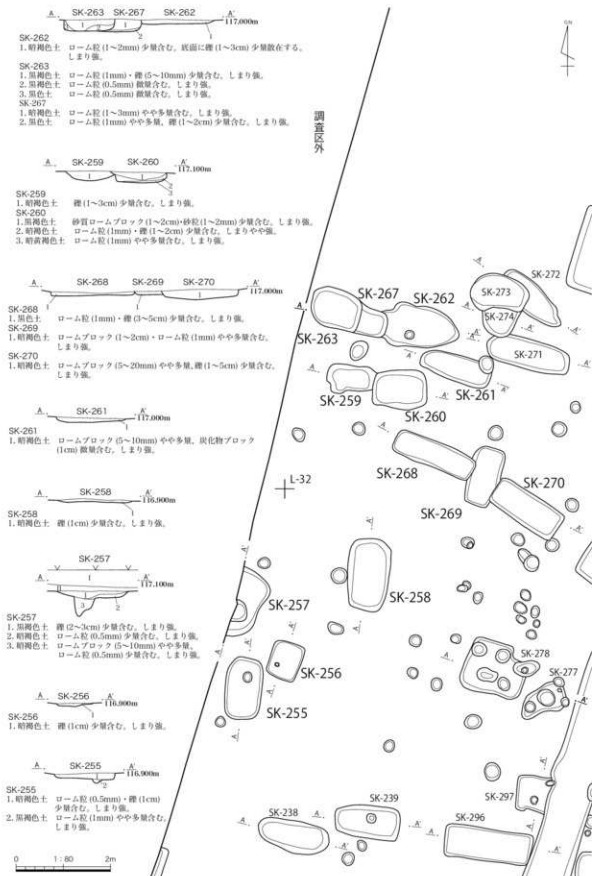 A SK-263 SK-267 SK-262 A'
117.000m
1 1 2 1
SK-262
1. 暗褐色土 ローム粒 (1~2mm) 少量含む。底面に礫 (1~3cm) 少量散在する。
しまり強。
SK-263
1. 黒褐色土 ローム粒 (1mm)・礫 (5~10mm) 少量含む。しまり強。
2. 黒褐色土 ローム粒 (0.5mm) 微量含む。しまり強。
3. 黒色土 ローム粒 (0.5mm) 微量含む。しまり強。
SK-267
1. 暗褐色土 ローム粒 (1~3mm) やや多量含む。しまり強。
2. 黒色土 ローム粒 (1mm) やや多量、礫 (1~2cm) 少量含む。しまり強。
A SK-259 SK-260 A'
117.100m
1 1 2 3
SK-259
1. 暗褐色土 礫 (1~3cm) 少量含む。しまり強。
SK-260
1. 黒褐色土 砂質ロームブロック (1~2cm)・砂粒 (1~2mm) 少量含む。しまり強。
2. 暗褐色土 ローム粒 (1mm)・礫 (1~2cm) 少量含む。しまりやや強。
3. 暗黄褐色土 ローム粒 (1mm) やや多量含む。しまり強。
A SK-268 SK-269 SK-270 A'
117.000m
1 1 1
SK-268
1. 黒色土 ローム粒 (1mm)・礫 (3~5cm) 少量含む。しまり強。
SK-269
1. 暗褐色土 ロームブロック (1~2cm)・ローム粒 (1mm) やや多量含む。
しまり強。
SK-270
1. 暗褐色土 ロームブロック (5~20mm) やや多量、礫 (1~5cm) 少量含む。
しまり強。
A SK-261 A'
117.000m
1
SK-261
1. 暗褐色土 ロームブロック (5~10mm) やや多量、炭化物ブロック
(1cm) 微量含む。しまり強。
A SK-258 A'
116.900m
1
SK-258
1. 暗褐色土 礫 (1cm) 少量含む。しまり強。
SK-257
A 1 A'
117.100m
3 2
SK-257
1. 黒褐色土 礫 (2~3cm) 少量含む。しまり強。
2. 暗褐色土 ローム粒 (0.5mm) 少量含む。しまり強。
3. 暗褐色土 ロームブロック (5~10mm) やや多量、
ローム粒 (0.5mm) 少量含む。しまり強。
A SK-256 A'
116.900m
1
SK-256
1. 暗褐色土 礫 (1cm) 少量含む。しまり強。
A SK-255 A'
116.900m
2
SK-255
1. 暗褐色土 ローム粒 (0.5mm)・礫 (1cm)
少量含む。しまり強。
2. 黒褐色土 ローム粒 (1mm) やや多量含む。
しまり強。
0 1:80 2m
調査区外
SK-272
SK-273
SK-274
SK-267
SK-262
SK-263
SK-271
SK-261
SK-259
SK-260
SK-268
SK-270
SK-269
L-32
SK-257
SK-258
SK-256
SK-255
SK-278
SK-277
SK-297
SK-239
SK-238
SK-296